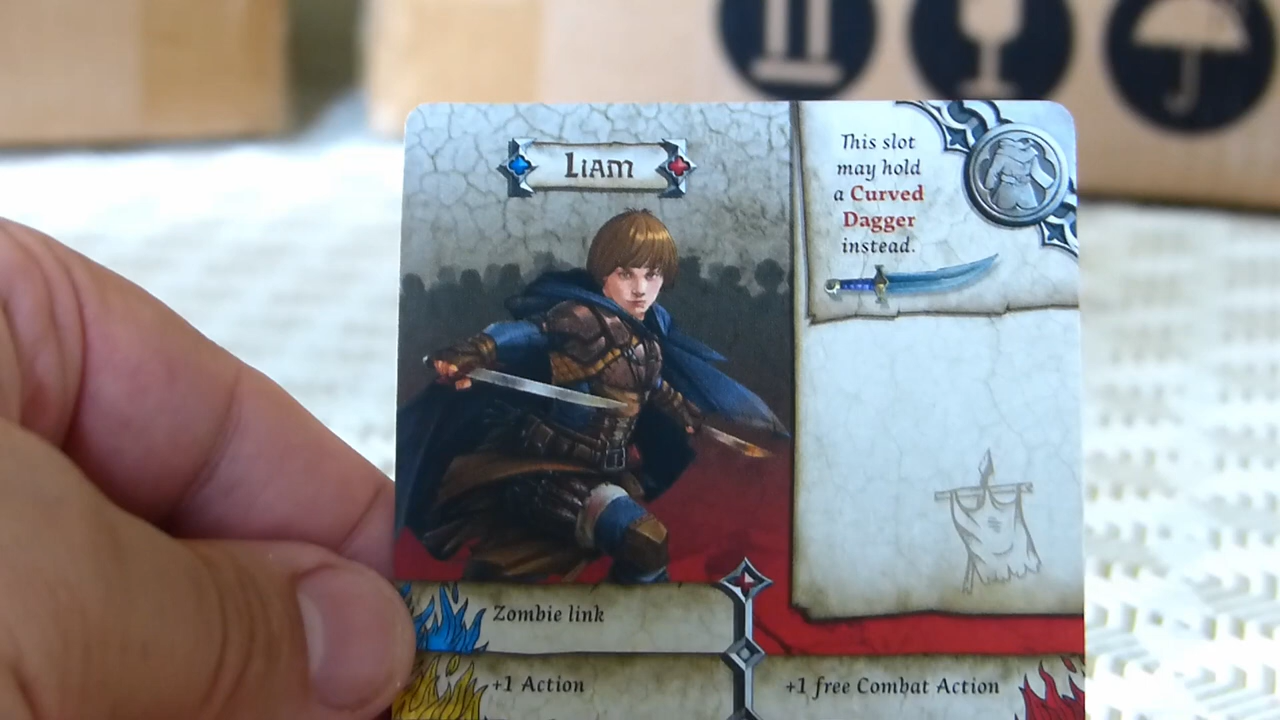 Liam
This slot
may hold
a Curved
Dagger
instead.
Zombie link
+1 Action
+1 free Combat Action